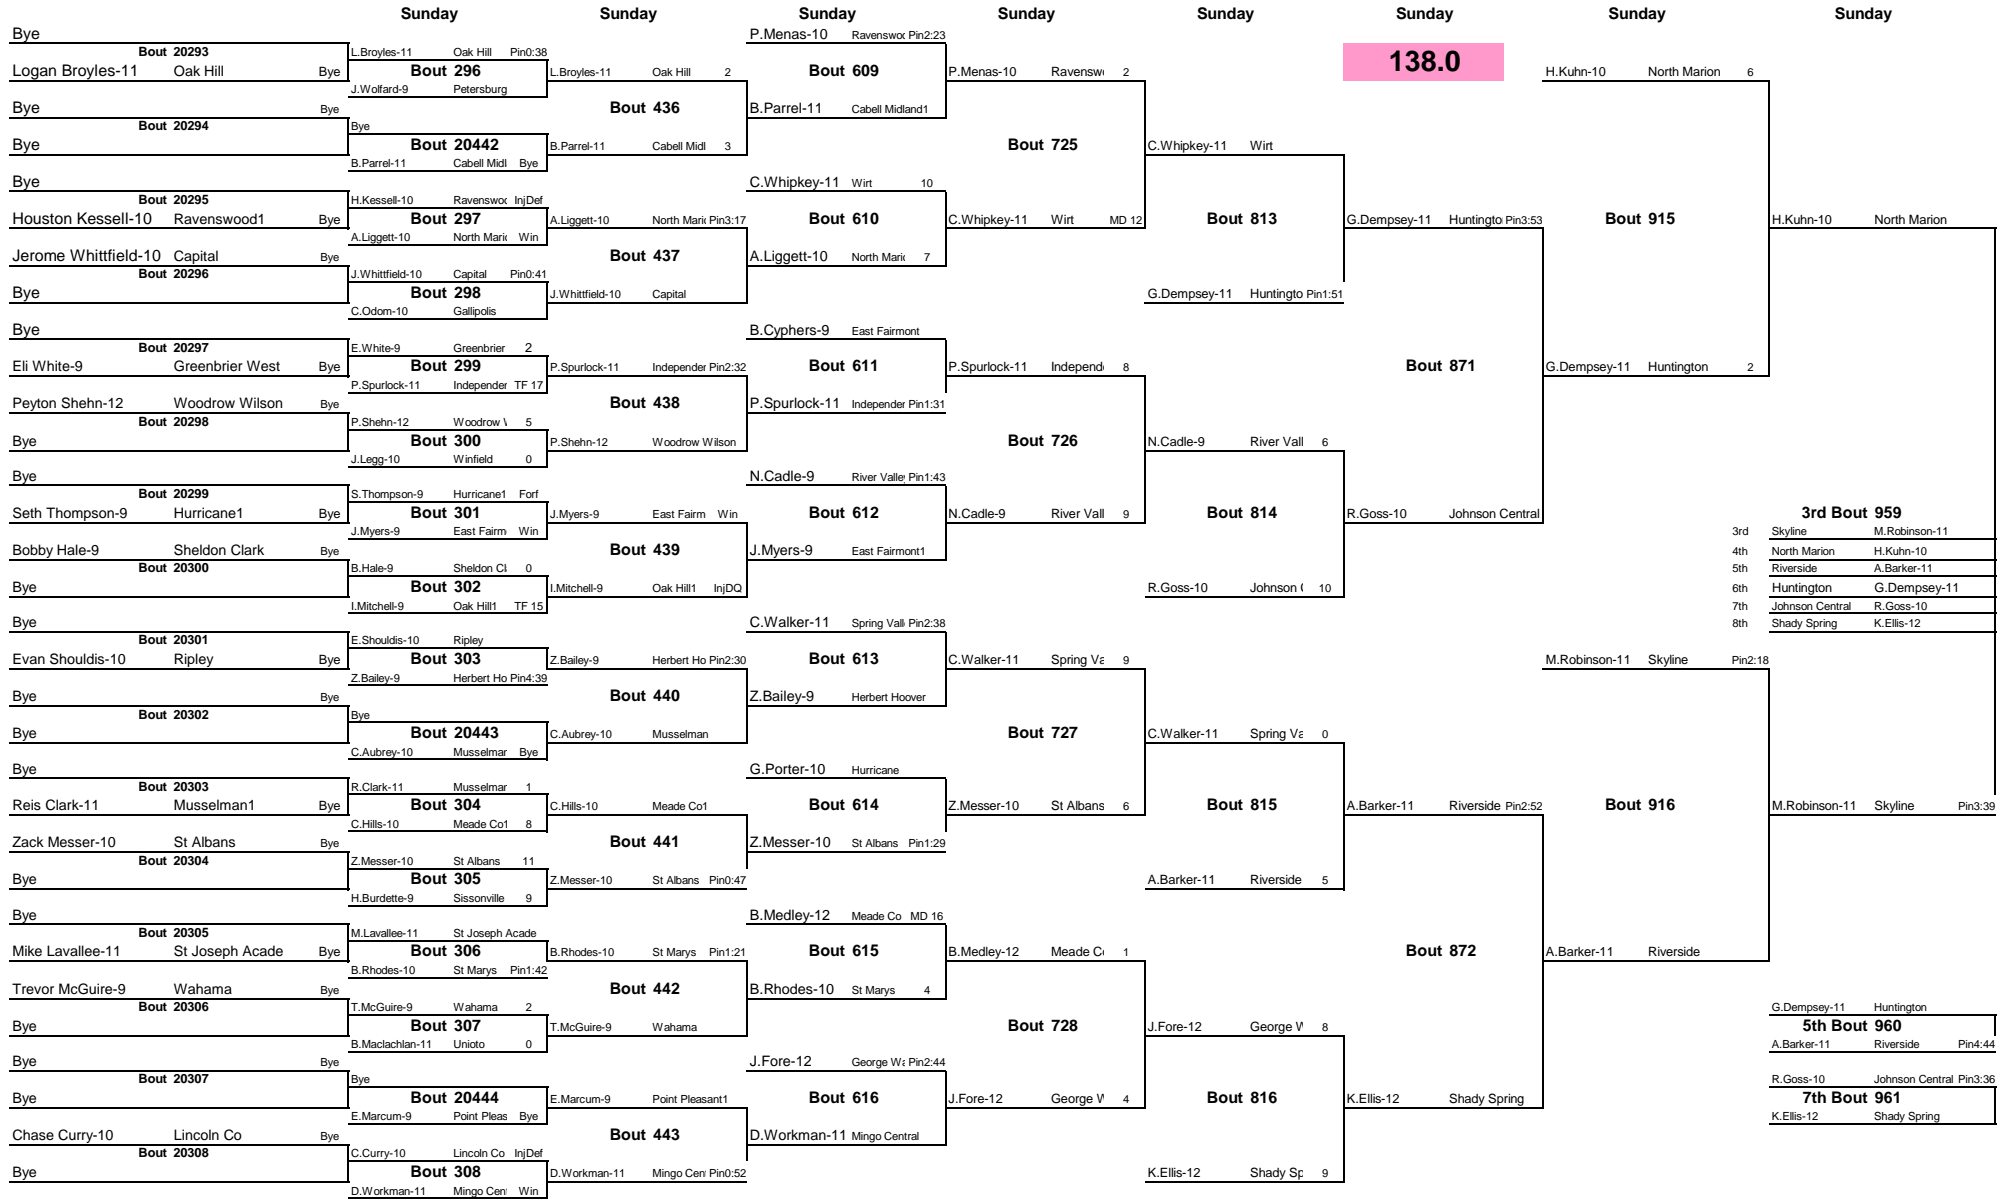 Sunday Sunday Sunday Sunday Sunday Sunday Sunday Sunday
138.0
Bye
Bout 20293
Logan Broyles-11 Oak Hill Bye
Bye Bye
Bout 20294
Bye
Bye
Bout 20295
Houston Kessell-10 Ravenswood1 Bye
Jerome Whittfield-10 Capital Bye
Bout 20296
Bye
Bye
Bout 20297
Eli White-9 Greenbrier West Bye
Peyton Shehn-12 Woodrow Wilson Bye
Bout 20298
Bye
Bye
Bout 20299
Seth Thompson-9 Hurricane1 Bye
Bobby Hale-9 Sheldon Clark Bye
Bout 20300
Bye
Bye
Bout 20301
Evan Shouldis-10 Ripley Bye
Bye Bye
Bout 20302
Bye
Bye
Bout 20303
Reis Clark-11 Musselman1 Bye
Zack Messer-10 St Albans Bye
Bout 20304
Bye
Bye
Bout 20305
Mike Lavallee-11 St Joseph Acade Bye
Trevor McGuire-9 Wahama Bye
Bout 20306
Bye
Bye Bye
Bout 20307
Bye
Chase Curry-10 Lincoln Co Bye
Bout 20308
Bye
L.Broyles-11 Oak Hill Pin0:38
Bout 296
J.Wolfard-9 Petersburg
Bye
Bout 20442
B.Parrel-11 Cabell Midl Bye
H.Kessell-10 Ravenswoo InjDef
Bout 297
A.Liggett-10 North Mario Win
J.Whittfield-10 Capital Pin0:41
Bout 298
C.Odom-10 Gallipolis
E.White-9 Greenbrier 2
Bout 299
P.Spurlock-11 Independer TF 17
P.Shehn-12 Woodrow \ 5
Bout 300
J.Legg-10 Winfield 0
S.Thompson-9 Hurricane1 Forf
Bout 301
J.Myers-9 East Fairm Win
B.Hale-9 Sheldon Cl 0
Bout 302
I.Mitchell-9 Oak Hill1 TF 15
E.Shouldis-10 Ripley
Bout 303
Z.Bailey-9 Herbert Ho Pin4:39
Bye
Bout 20443
C.Aubrey-10 Musselmar Bye
R.Clark-11 Musselmar 1
Bout 304
C.Hills-10 Meade Co1 8
Z.Messer-10 St Albans 11
Bout 305
H.Burdette-9 Sissonville 9
M.Lavallee-11 St Joseph Acade
Bout 306
B.Rhodes-10 St Marys Pin1:42
T.McGuire-9 Wahama 2
Bout 307
B.Maclachlan-11 Unioto 0
Bye
Bout 20444
E.Marcum-9 Point Pleas Bye
C.Curry-10 Lincoln Co InjDef
Bout 308
D.Workman-11 Mingo Cen Win
L.Broyles-11 Oak Hill 2
Bout 436
B.Parrel-11 Cabell Midl 3
A.Liggett-10 North Mari Pin3:17
Bout 437
J.Whittfield-10 Capital
P.Spurlock-11 Independer Pin2:32
Bout 438
P.Shehn-12 Woodrow Wilson
J.Myers-9 East Fairm Win
Bout 439
I.Mitchell-9 Oak Hill1 InjDQ
Z.Bailey-9 Herbert Ho Pin2:30
Bout 440
C.Aubrey-10 Musselman
C.Hills-10 Meade Co1
Bout 441
Z.Messer-10 St Albans Pin0:47
B.Rhodes-10 St Marys Pin1:21
Bout 442
T.McGuire-9 Wahama
E.Marcum-9 Point Pleasant1
Bout 443
D.Workman-11 Mingo Cen Pin0:52
P.Menas-10 Ravenswo Pin2:23
Bout 609
B.Parrel-11 Cabell Midland1
C.Whipkey-11 Wirt 10
Bout 610
A.Liggett-10 North Mari 7
B.Cyphers-9 East Fairmont
Bout 611
P.Spurlock-11 Independer Pin1:31
N.Cadle-9 River Valley Pin1:43
Bout 612
J.Myers-9 East Fairmont1
C.Walker-11 Spring Vall Pin2:38
Bout 613
Z.Bailey-9 Herbert Hoover
G.Porter-10 Hurricane
Bout 614
Z.Messer-10 St Albans Pin1:29
B.Medley-12 Meade Co MD 16
Bout 615
B.Rhodes-10 St Marys 4
J.Fore-12 George Wa Pin2:44
Bout 616
D.Workman-11 Mingo Central
P.Menas-10 Ravensw 2
Bout 725
C.Whipkey-11 Wirt MD 12
P.Spurlock-11 Independ 8
Bout 726
N.Cadle-9 River Vall 9
C.Walker-11 Spring Va 9
Bout 727
Z.Messer-10 St Albans 6
B.Medley-12 Meade C 1
Bout 728
J.Fore-12 George W 4
C.Whipkey-11 Wirt
Bout 813
G.Dempsey-11 Huntingto Pin1:51
N.Cadle-9 River Vall 6
Bout 814
R.Goss-10 Johnson ( 10
C.Walker-11 Spring Va 0
Bout 815
A.Barker-11 Riverside 5
J.Fore-12 George W 8
Bout 816
K.Ellis-12 Shady Sp 9
G.Dempsey-11 Huntingto Pin3:53
Bout 871
R.Goss-10 Johnson Central
A.Barker-11 Riverside Pin2:52
Bout 872
K.Ellis-12 Shady Spring
H.Kuhn-10 North Marion 6
Bout 915
G.Dempsey-11 Huntington 2
M.Robinson-11 Skyline Pin2:18
Bout 916
A.Barker-11 Riverside
H.Kuhn-10 North Marion
3rd Bout 959
3rd Skyline M.Robinson-11
4th North Marion H.Kuhn-10
5th Riverside A.Barker-11
6th Huntington G.Dempsey-11
7th Johnson Central R.Goss-10
8th Shady Spring K.Ellis-12
M.Robinson-11 Skyline Pin3:39
G.Dempsey-11 Huntington
5th Bout 960
A.Barker-11 Riverside Pin4:44
R.Goss-10 Johnson Central Pin3:36
7th Bout 961
K.Ellis-12 Shady Spring